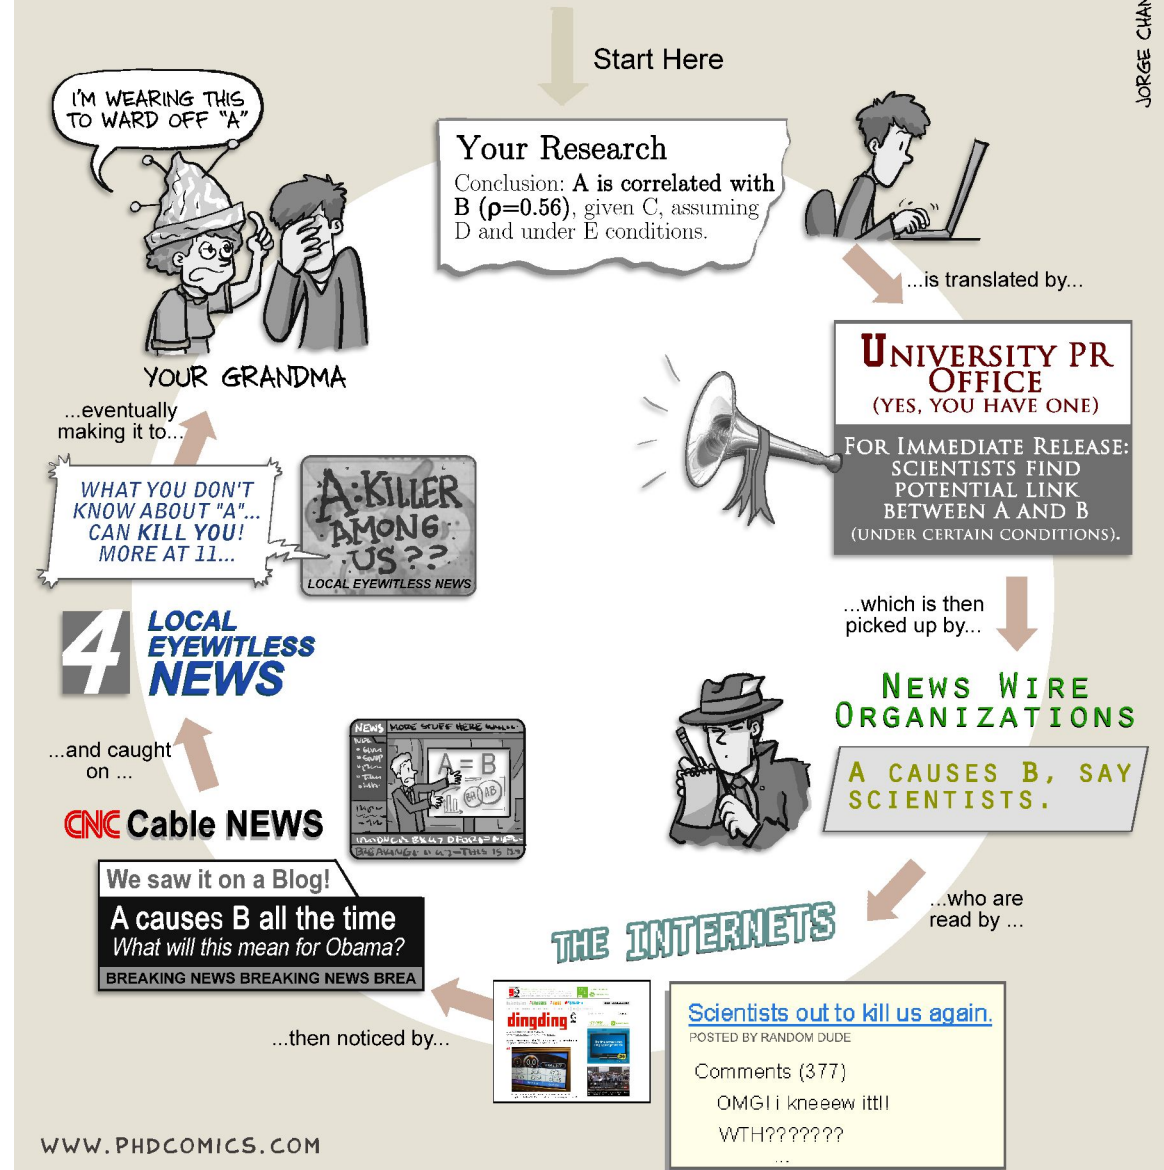 JORGE CHAM
Start Here
Your Research
Conclusion: A is correlated with
B (ρ=0.56), given C, assuming
D and under E conditions.
...is translated by...
UNIVERSITY PR
OFFICE
(YES, YOU HAVE ONE)
FOR IMMEDIATE RELEASE:
SCIENTISTS FIND
POTENTIAL LINK
BETWEEN A AND B
(UNDER CERTAIN CONDITIONS).
...which is then
picked up by...
NEWS WIRE
ORGANIZATIONS
A CAUSES B, SAY
SCIENTISTS.
...who are
read by ...
THE INTERNETS
dingding
Scientists out to kill us again.
POSTED BY RANDOM DUDE
Comments (377)
OMG! i kneeew itt!!
WTH???????
...
...then noticed by...
CNC Cable NEWS
We saw it on a Blog!
A causes B all the time
What will this mean for Obama?
BREAKING NEWS BREAKING NEWS BREA
NEWS MORE STUFF HERE
A = B
...and caught
on ...
4 LOCAL
EYEWITLESS
NEWS
WHAT YOU DON'T
KNOW ABOUT "A"...
CAN KILL YOU!
MORE AT 11...
A:KILLER
AMONG
US??
LOCAL EYEWITLESS NEWS
...eventually
making it to...
YOUR GRANDMA
I'M WEARING THIS
TO WARD OFF "A"
WWW.PHDCOMICS.COM